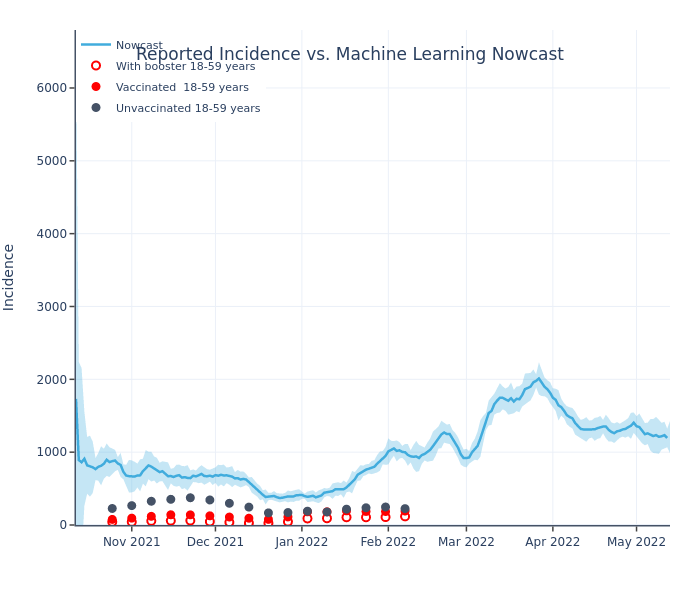 Reported Incidence vs. Machine Learning Nowcast
Nowcast
With booster 18-59 years
Vaccinated  18-59 years
Unvaccinated 18-59 years
Incidence
6000
5000
4000
3000
2000
1000
0
Nov 2021
Dec 2021
Jan 2022
Feb 2022
Mar 2022
Apr 2022
May 2022